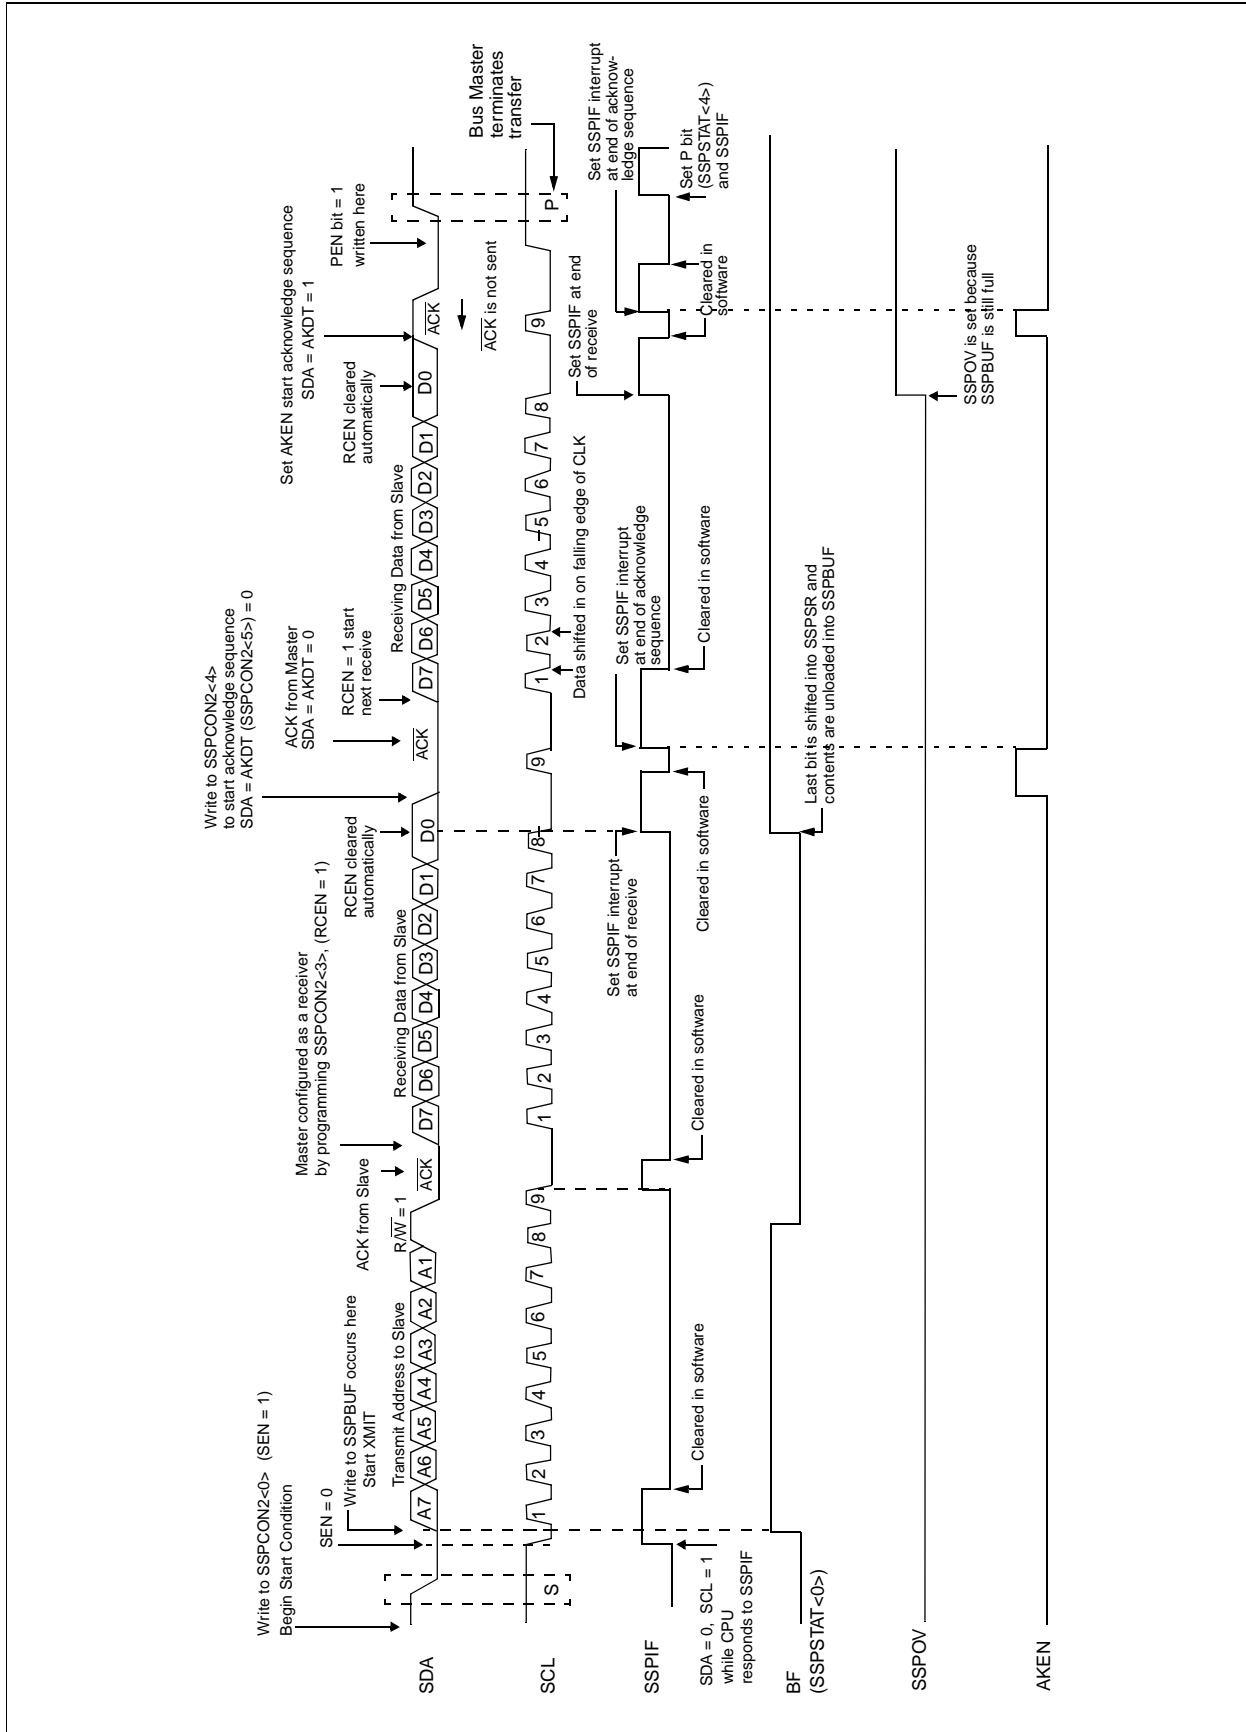 Write to SSPCON2<0> (SEN = 1)
Begin Start Condition
SEN = 0
Write to SSPBUF occurs here
Start XMIT
Transmit Address to Slave
R/W = 1
ACK from Slave
Master configured as a receiver
by programming SSPCON2<3>, (RCEN = 1)
Receiving Data from Slave
RCEN cleared
automatically
Write to SSPCON2<4>
to start acknowledge sequence
SDA = AKDT (SSPCON2<5>) = 0
ACK from Master
SDA = AKDT = 0
RCEN = 1 start
next receive
Receiving Data from Slave
RCEN cleared
automatically
Set AKEN start acknowledge sequence
SDA = AKDT = 1
PEN bit = 1
written here
SDA
A7 A6 A5 A4 A3 A2 A1 ACK D7 D6 D5 D4 D3 D2 D1 D0 ACK D7 D6 D5 D4 D3 D2 D1 D0 ACK
ACK is not sent
Bus Master
terminates
transfer
SCL
S 1 2 3 4 5 6 7 8 9 1 2 3 4 5 6 7 8 9 1 2 3 4 5 6 7 8 9 P
Data shifted in on falling edge of CLK
Set SSPIF interrupt
at end of receive
Set SSPIF interrupt
at end of acknowledge
sequence
Set SSPIF at end
of receive
Set SSPIF interrupt
at end of acknow-
ledge sequence
SSPIF
SDA = 0, SCL = 1
while CPU
responds to SSPIF
Cleared in software
Cleared in software
Cleared in software
Cleared in software
Cleared in software
Cleared in
software
Set P bit
(SSPSTAT<4>)
and SSPIF
BF
(SSPSTAT<0>)
Last bit is shifted into SSPSR and
contents are unloaded into SSPBUF
SSPOV
SSPOV is set because
SSPBUF is still full
AKEN